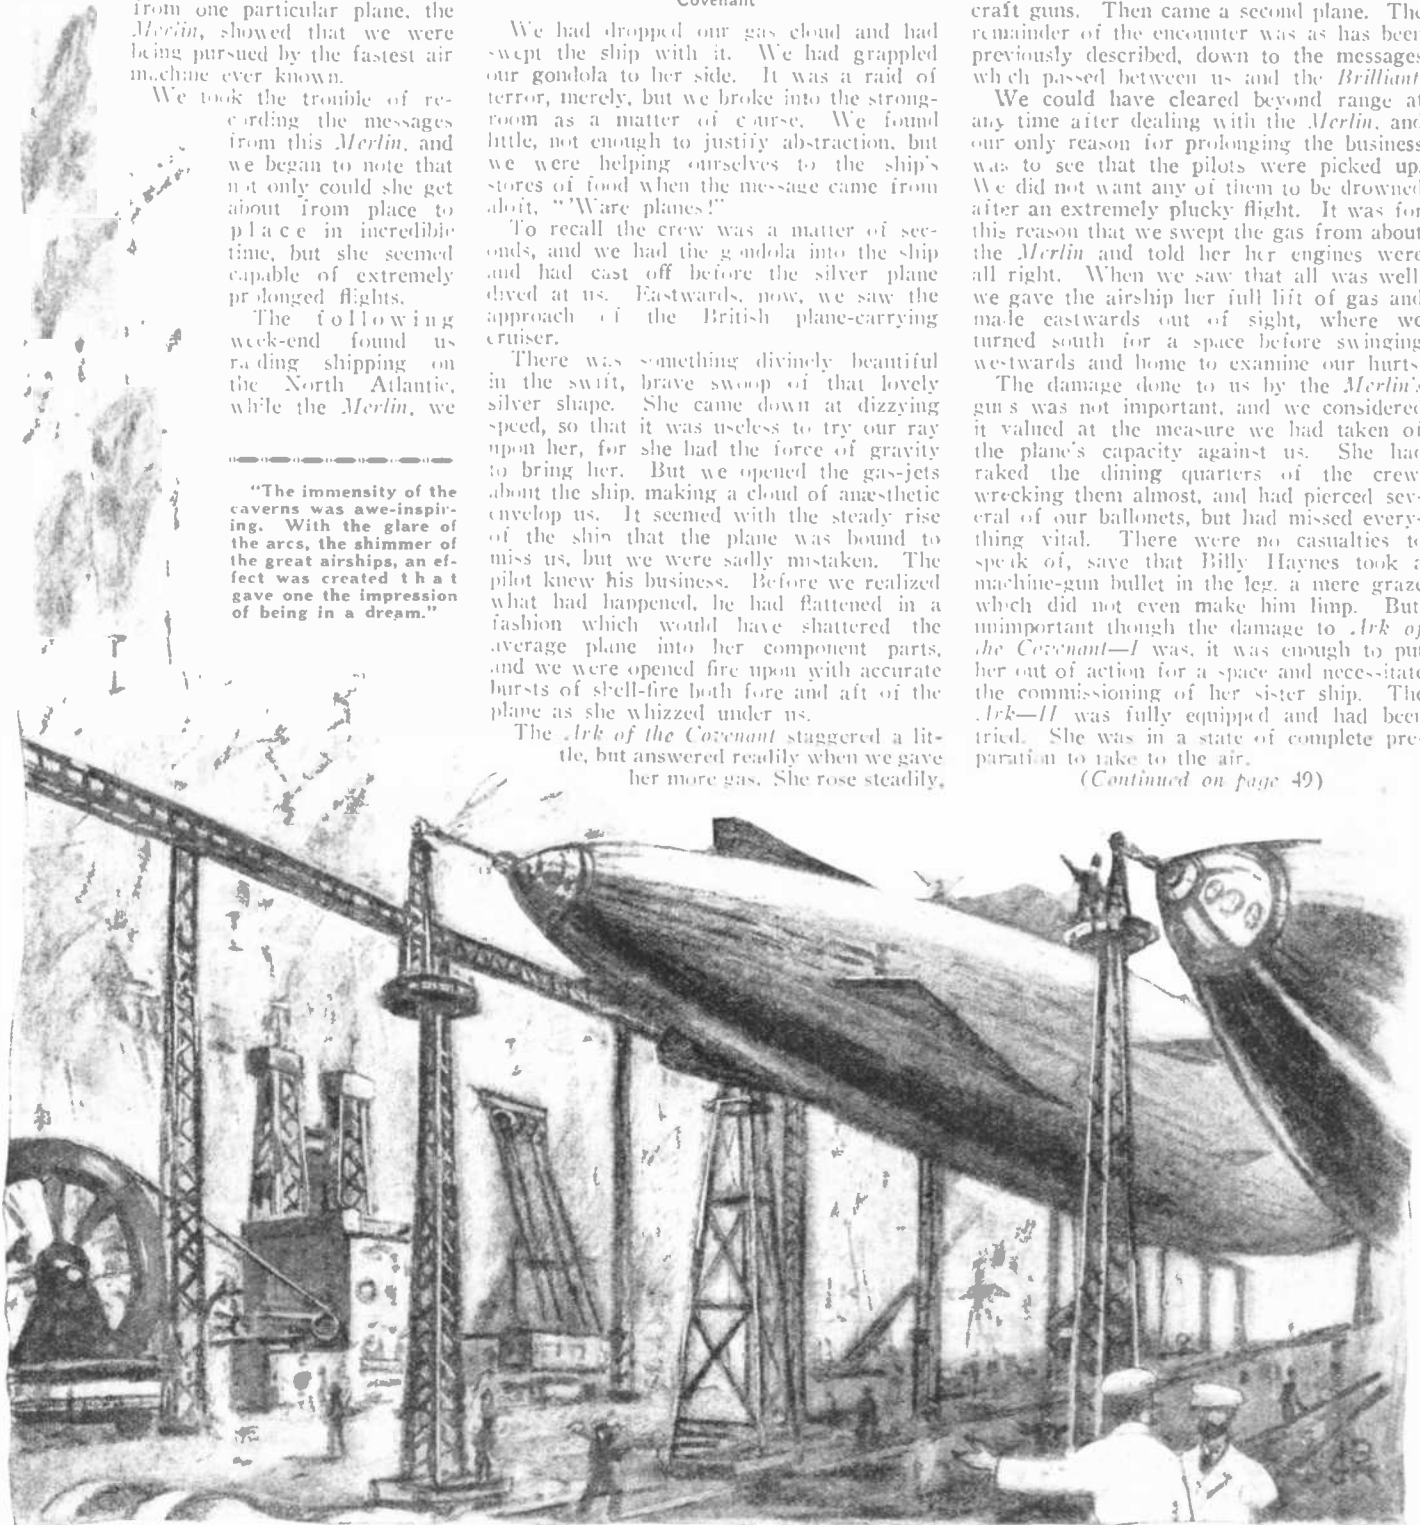 from one particular plane, the
Merlin, showed that we were
being pursued by the fastest air
machine ever known.
We took the trouble of re-
cording the messages
from this Merlin, and
we began to note that
not only could she get
about from place to
place in incredible
time, but she seemed
capable of extremely
prolonged flights.
The following
week-end found us
raiding shipping on
the North Atlantic,
while the Merlin, we
"The immensity of the
caverns was awe-inspir-
ing. With the glare of
the arcs, the shimmer of
the great airships, an ef-
fect was created that
gave one the impression
of being in a dream."
Covenant
We had dropped our gas cloud and had
swept the ship with it. We had grappled
our gondola to her side. It was a raid of
terror, merely, but we broke into the strong-
room as a matter of course. We found
little, not enough to justify abstraction, but
we were helping ourselves to the ship's
stores of food when the message came from
aloft, "'Ware planes!"
To recall the crew was a matter of sec-
onds, and we had the gondola into the ship
and had cast off before the silver plane
dived at us. Eastwards, now, we saw the
approach of the British plane-carrying
cruiser.
There was something divinely beautiful
in the swift, brave swoop of that lovely
silver shape. She came down at dizzying
speed, so that it was useless to try our ray
upon her, for she had the force of gravity
to bring her. But we opened the gas-jets
about the ship, making a cloud of anaesthetic
envelop us. It seemed with the steady rise
of the ship that the plane was bound to
miss us, but we were sadly mistaken. The
pilot knew his business. Before we realized
what had happened, he had flattened in a
fashion which would have shattered the
average plane into her component parts,
and we were opened fire upon with accurate
bursts of shell-fire both fore and aft of the
plane as she whizzed under us.
The Ark of the Covenant staggered a lit-
tle, but answered readily when we gave
her more gas. She rose steadily,
craft guns. Then came a second plane. The
remainder of the encounter was as has been
previously described, down to the messages
which passed between us and the Brilliant
We could have cleared beyond range at
any time after dealing with the Merlin, and
our only reason for prolonging the business
was to see that the pilots were picked up.
We did not want any of them to be drowned
after an extremely plucky flight. It was for
this reason that we swept the gas from about
the Merlin and told her her engines were
all right. When we saw that all was well
we gave the airship her full lift of gas and
made eastwards out of sight, where we
turned south for a space before swinging
westwards and home to examine our hurts.
The damage done to us by the Merlin's
guns was not important, and we considered
it valued at the measure we had taken of
the plane's capacity against us. She had
raked the dining quarters of the crew
wrecking them almost, and had pierced sev-
eral of our ballonets, but had missed every-
thing vital. There were no casualties to
speak of, save that Billy Haynes took a
machine-gun bullet in the leg, a mere graze
which did not even make him limp. But
unimportant though the damage to Ark of
the Covenant—I was, it was enough to put
her out of action for a space and necessitate
the commissioning of her sister ship. The
Ark—II was fully equipped and had been
tried. She was in a state of complete pre-
paration to take to the air.
(Continued on page 49)